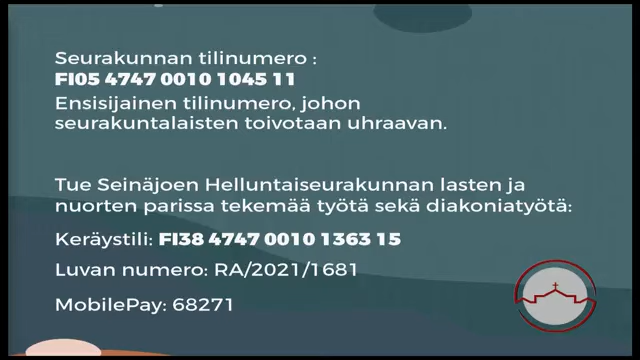 Seurakunnan tilinumero :
FI05 4747 0010 1045 11
Ensisijainen tilinumero, johon
seurakuntalaisten toivotaan uhraavan.
Tue Seinäjoen Helluntaiseurakunnan lasten ja
nuorten parissa tekemää työtä sekä diakoniatyötä:
Keräystili: FI38 4747 0010 1363 15
Luvan numero: RA/2021/1681
MobilePay: 68271